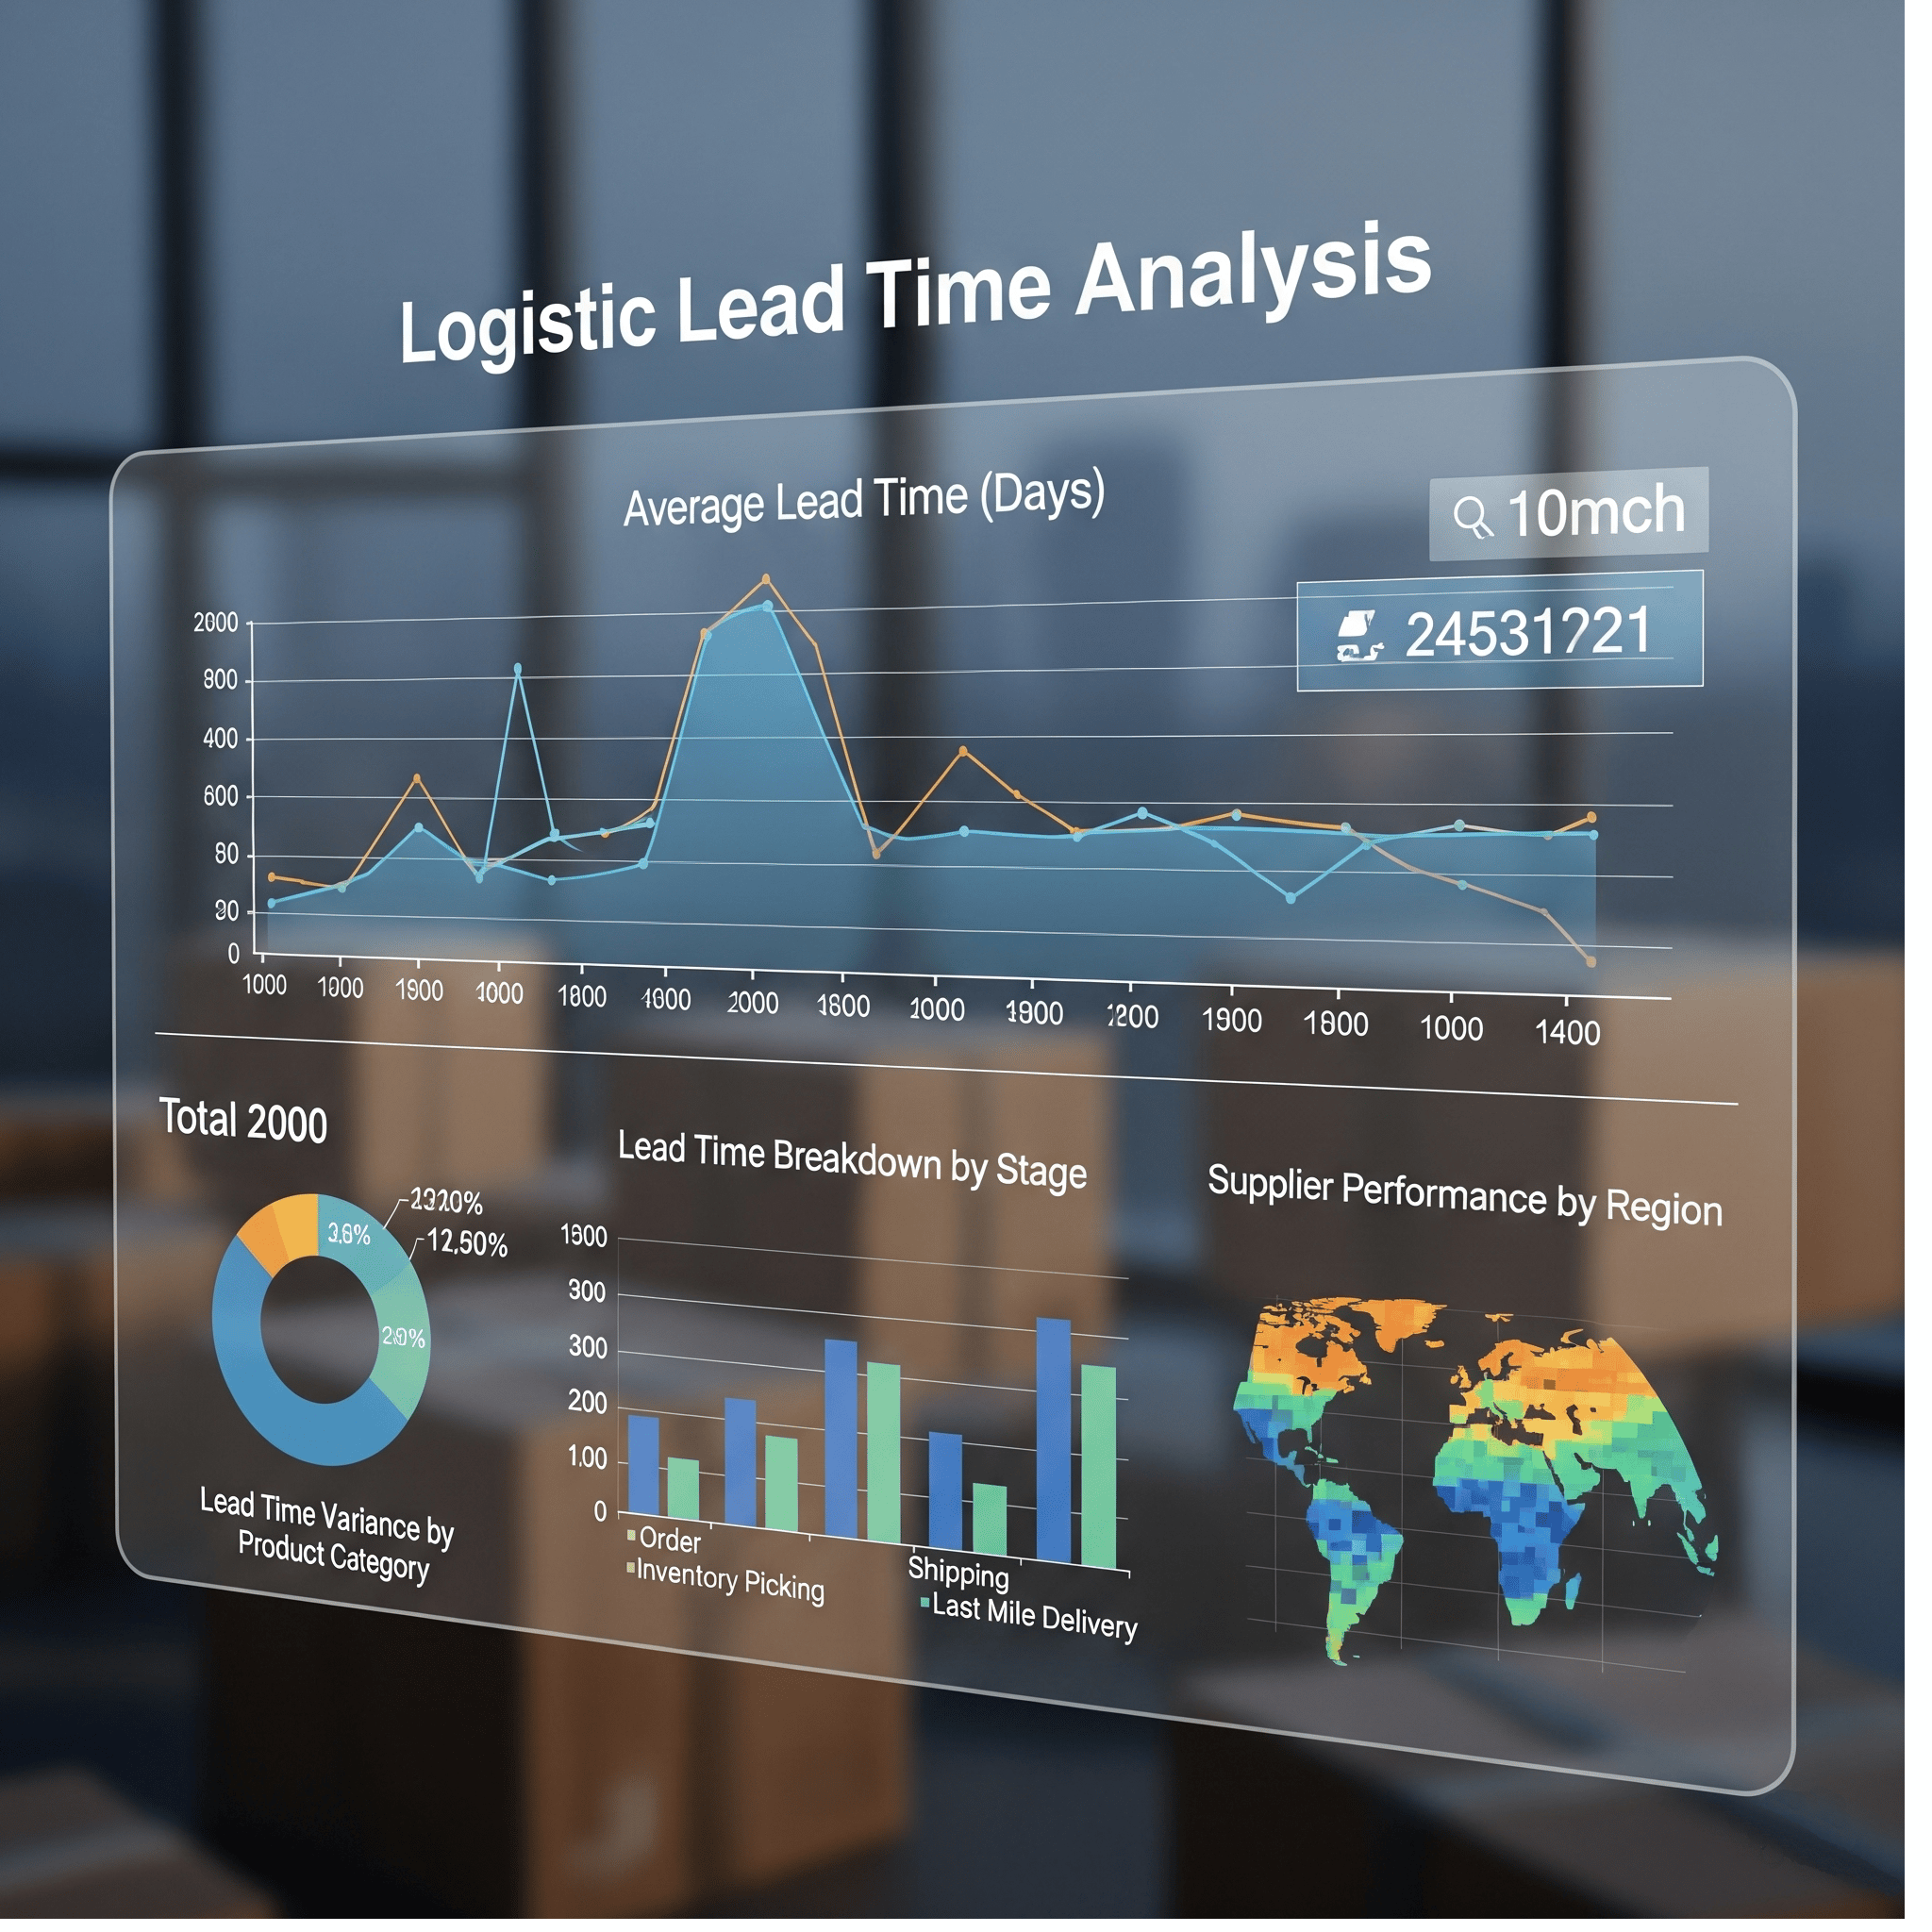 Logistic Lead Time Analysis
Average Lead Time (Days)
10mch
2000
800
400
600
80
0
1000 1900 1800 2000 1800 1900 1200 1900 1800 1000 1400
Total 2000
12.50%
Lead Time Variance by
Product Category
Lead Time Breakdown by Stage
300
300
200
1.00
0
Order
Inventory Picking
Shipping
Last Mile Delivery
Supplier Performance by Region